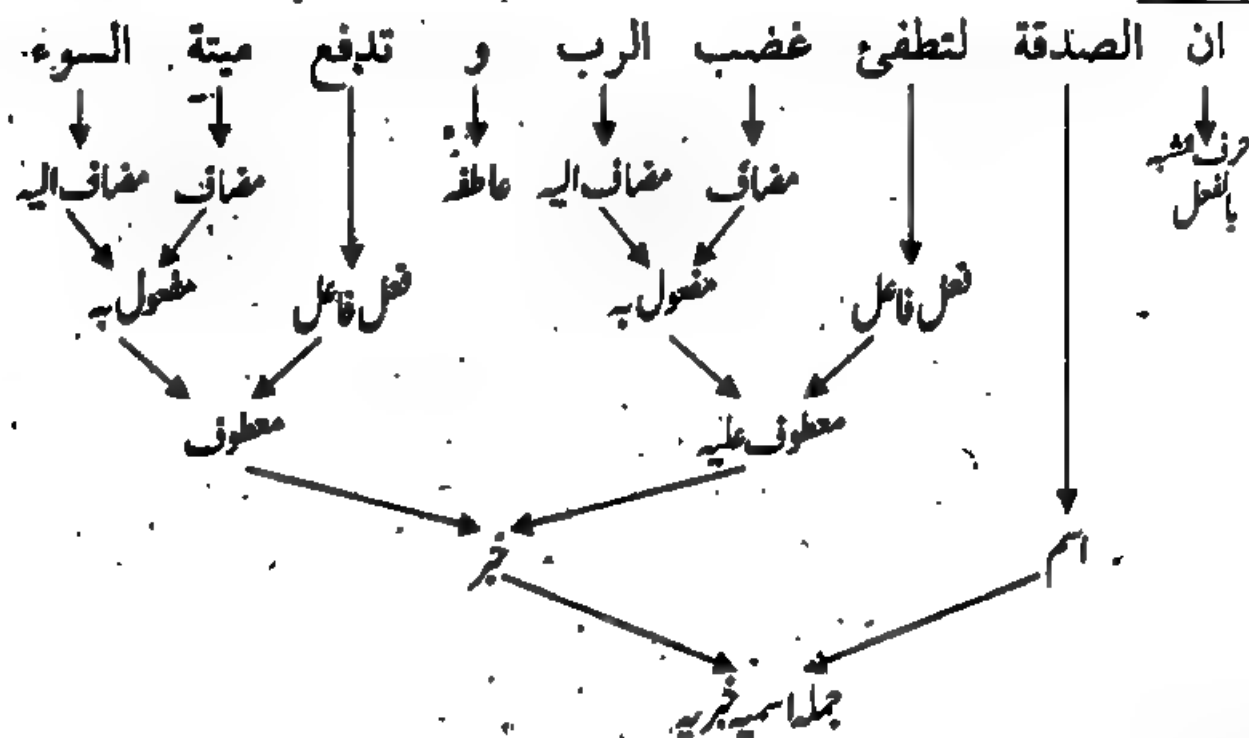 ان الصدقة لتطفئ غضب الرب و تدفع ميتة السوء
حرف مشبہ مضاف مضاف الیہ عاطفہ مضاف مضاف الیہ
بالفعل
فعل فاعل مفعول بہ فعل فاعل مفعول بہ
معطوف علیہ معطوف
اسم خبر
جملہ اسمیہ خبریہ